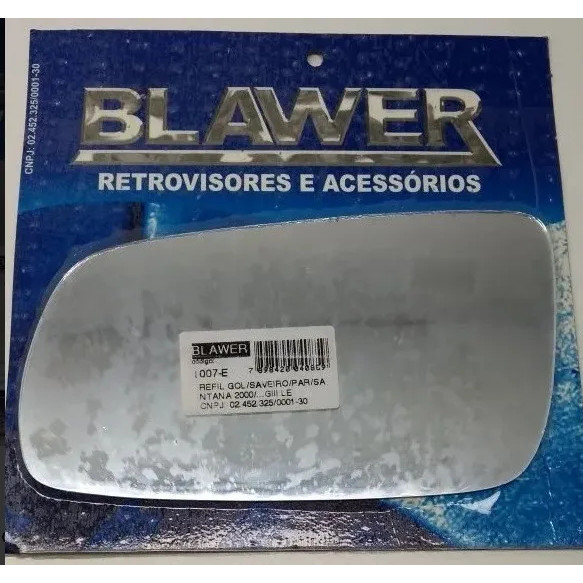 CNPJ: 02.452.325/0001-30
BLAWER
RETROVISORES E ACESSÓRIOS
BLAWER
código:
1007-E
REFIL GOL/SAVEIRO/PAR/SA
NTANA 2000/...GIII LE
CNPJ: 02.452.325/0001-30